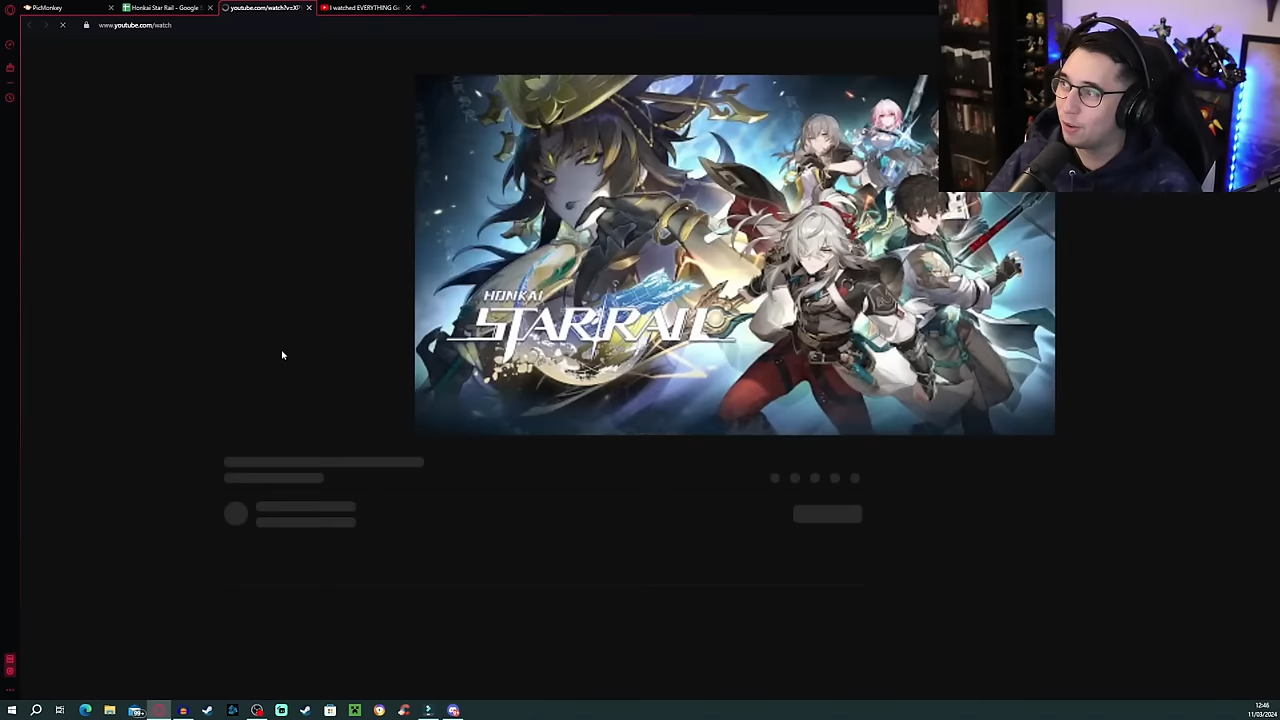 PicMonkey
Honkai Star Rail - Google S
youtube.com/watch?v=XP
I watched EVERYTHING G
www.youtube.com/watch
HONKAI
STAR RAIL
99+
12:46
11/03/2024